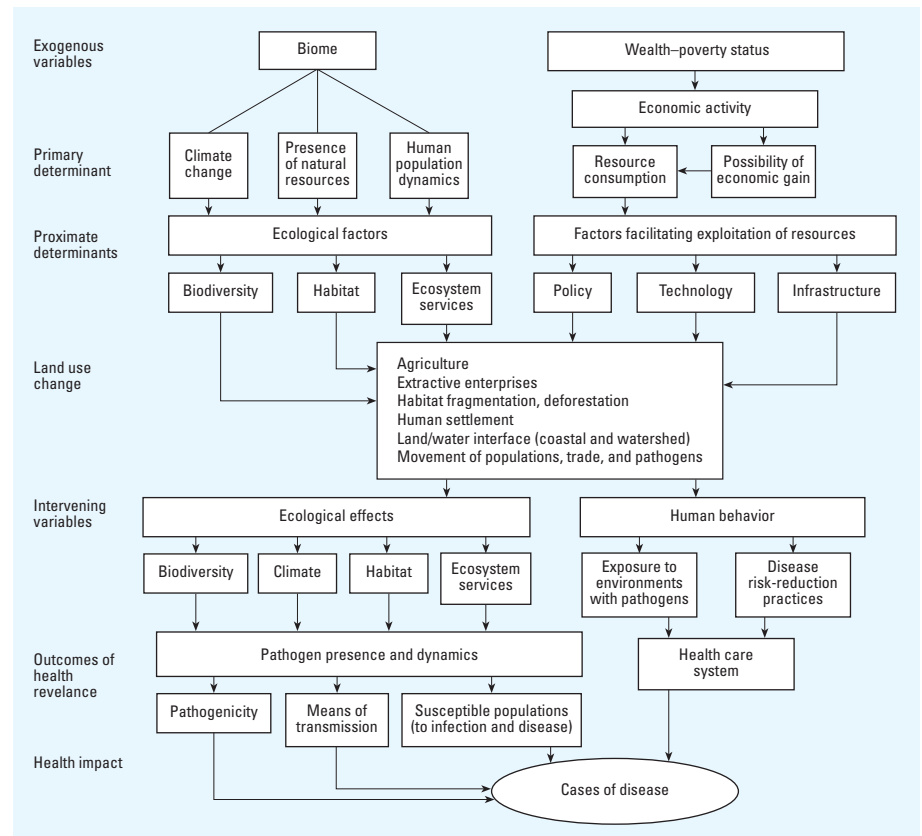 Exogenous
variables
Biome
Wealth–poverty status
Economic activity
Primary
determinant
Climate
change
Presence
of natural
resources
Human
population
dynamics
Resource
consumption
Possibility of
economic gain
Proximate
determinants
Ecological factors
Factors facilitating exploitation of resources
Biodiversity
Habitat
Ecosystem
services
Policy
Technology
Infrastructure
Land use
change
Agriculture
Extractive enterprises
Habitat fragmentation, deforestation
Human settlement
Land/water interface (coastal and watershed)
Movement of populations, trade, and pathogens
Intervening
variables
Ecological effects
Human behavior
Biodiversity
Climate
Habitat
Ecosystem
services
Exposure to
environments
with pathogens
Disease
risk-reduction
practices
Outcomes of
health
revelance
Pathogen presence and dynamics
Health care
system
Pathogenicity
Means of
transmission
Susceptible populations
(to infection and disease)
Health impact
Cases of disease